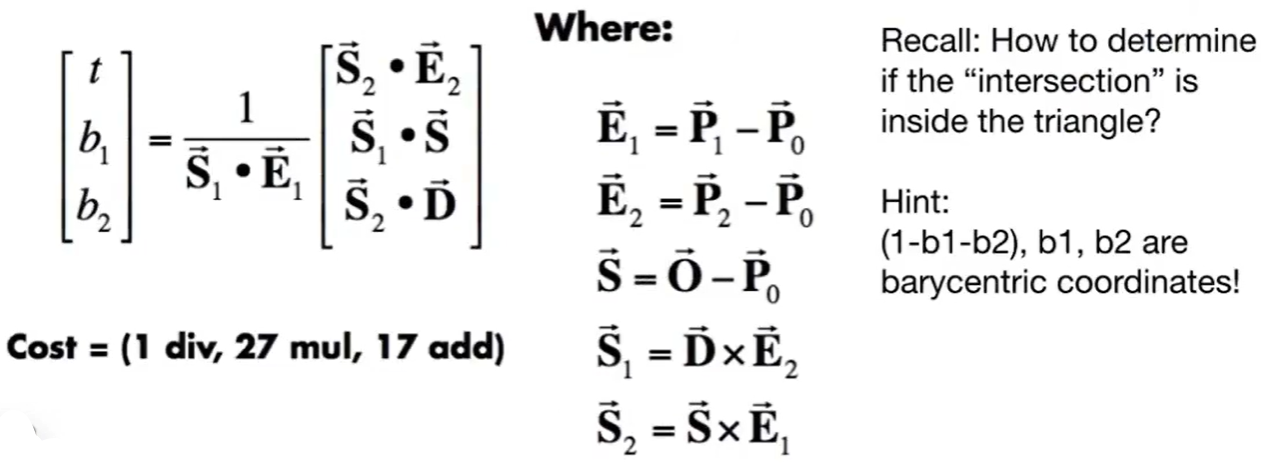 [t b₁ b₂] = 1 / (S⃗₁ • E⃗₁) [S⃗₂ • E⃗₂ S⃗₁ • S⃗ S⃗₂ • D⃗]
Cost = (1 div, 27 mul, 17 add)
Where:
E⃗₁ = P⃗₁ − P⃗₀
E⃗₂ = P⃗₂ − P⃗₀
S⃗ = O⃗ − P⃗₀
S⃗₁ = D⃗ × E⃗₂
S⃗₂ = S⃗ × E⃗₁
Recall: How to determine
if the “intersection” is
inside the triangle?
Hint:
(1-b1-b2), b1, b2 are
barycentric coordinates!